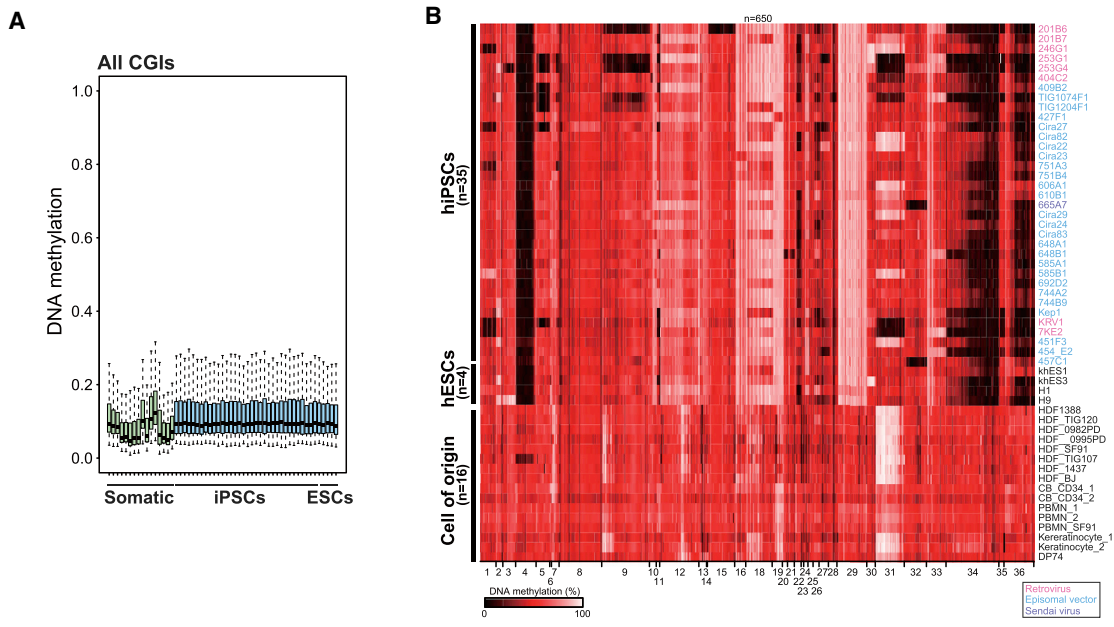 A
All CGIs
DNA methylation
1.0
0.8
0.6
0.4
0.2
0.0
Somatic
iPSCs
ESCs
B
n=650
hiPSCs
(n=35)
hESCs
(n=4)
Cell of origin
(n=16)
201B6
201B7
246G1
253G1
253G4
404C2
409B2
TIG1074F1
TIG1204F1
427F1
Cira27
Cira82
Cira22
Cira23
751A3
751B4
606A1
610B1
665A7
Cira29
Cira24
Cira83
648A1
648B1
585A1
585B1
692D2
744A2
744B9
Kep1
KRV1
7KE2
451F3
454_E2
457C1
khES1
khES3
H1
H9
HDF1388
HDF_TIG120
HDF_0982PD
HDF__0995PD
HDF_SF91
HDF_TIG107
HDF_1437
HDF_BJ
CB_CD34_1
CB_CD34_2
PBMN_1
PBMN_2
PBMN_SF91
Kereratinocyte_1
Keratinocyte_2
DP74
1 2 3 4 5 7 8 9 10 12 13 15 16 18 19 21 22 24 27 28 29 30 31 32 33 34 35 36
6 11 14 20 23 25 26
DNA methylation (%)
0 100
Retrovirus
Episomal vector
Sendai virus